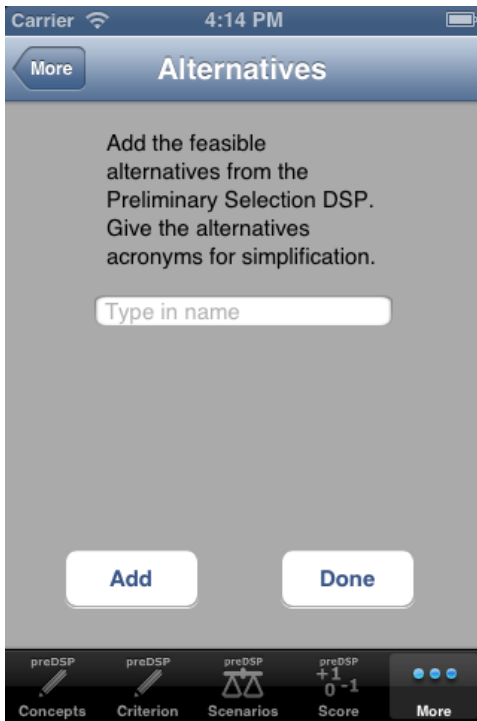 Carrier 4:14 PM
More Alternatives
Add the feasible
alternatives from the
Preliminary Selection DSP.
Give the alternatives
acronyms for simplification.
Type in name
Add Done
preDSP preDSP preDSP preDSP
+1
0 -1
Concepts Criterion Scenarios Score More